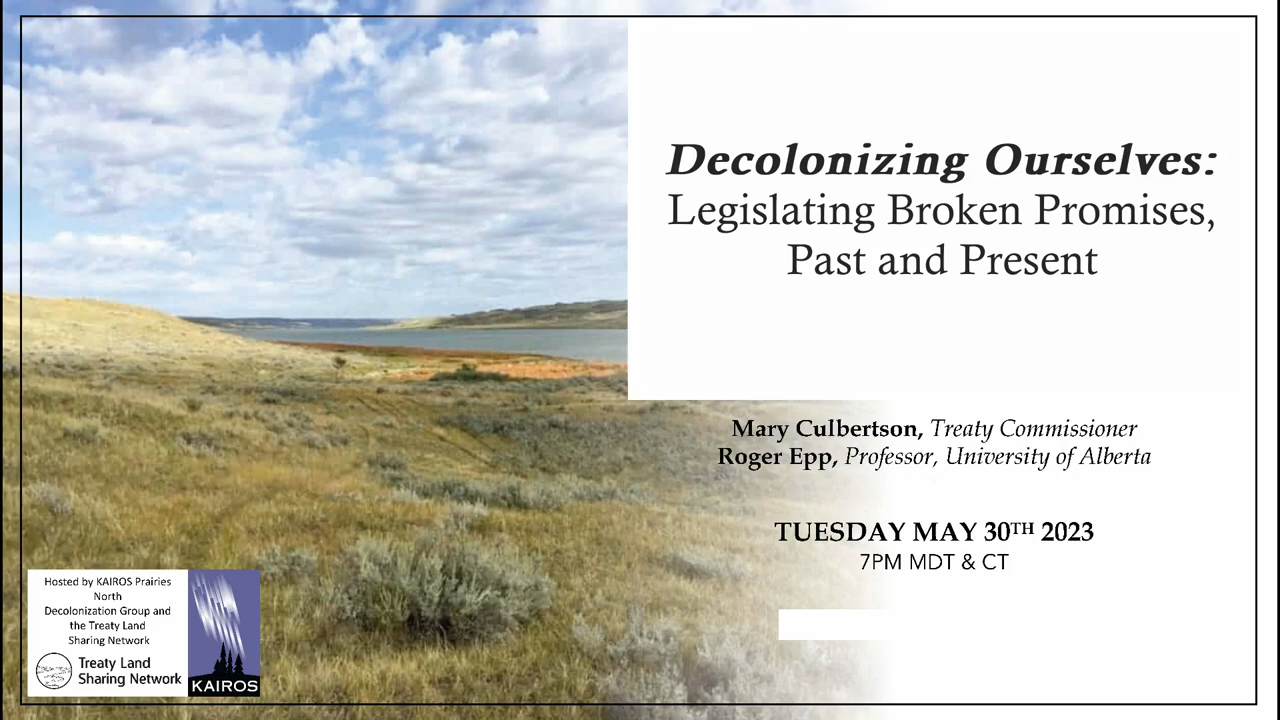 Decolonizing Ourselves:
Legislating Broken Promises,
Past and Present
Mary Culbertson, Treaty Commissioner
Roger Epp, Professor, University of Alberta
TUESDAY MAY 30TH 2023
7PM MDT & CT
Hosted by KAIROS Prairies
North
Decolonization Group and
the Treaty Land
Sharing Network
Treaty Land
Sharing Network
KAIROS